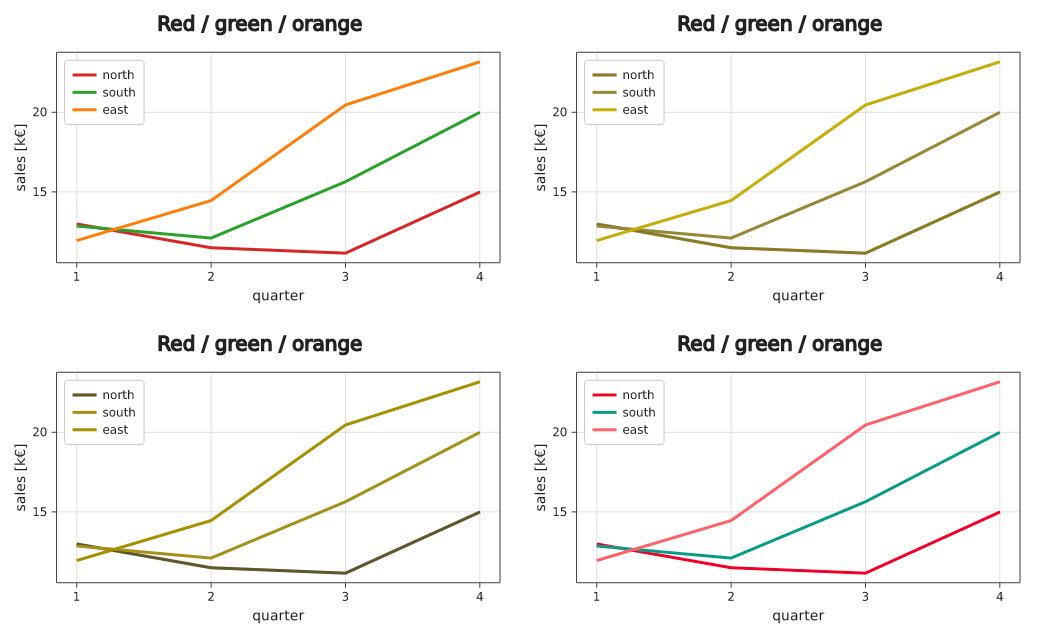 Red / green / orange
north
south
east
20
15
sales [k€]
1 2 3 4
quarter
Red / green / orange
north
south
east
20
15
sales [k€]
1 2 3 4
quarter
Red / green / orange
north
south
east
20
15
sales [k€]
1 2 3 4
quarter
Red / green / orange
north
south
east
20
15
sales [k€]
1 2 3 4
quarter